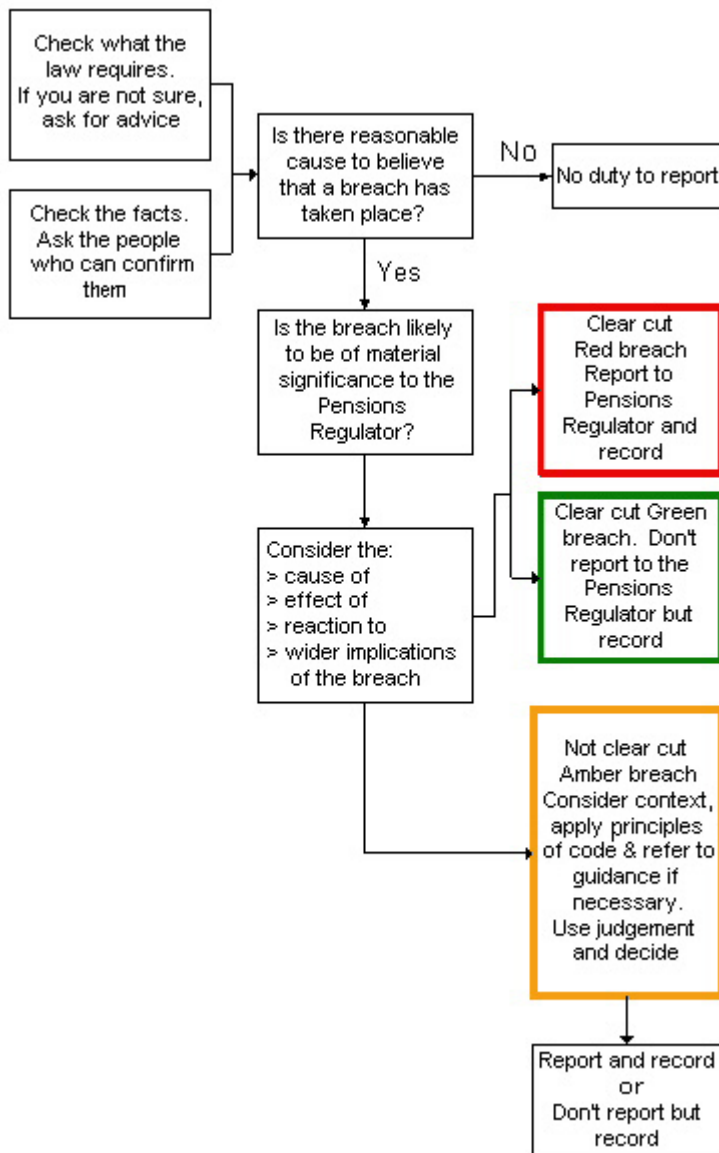 Check what the
law requires.
If you are not sure,
ask for advice
Check the facts.
Ask the people
who can confirm
them
Is there reasonable
cause to believe
that a breach has
taken place?
No
No duty to report
Yes
Is the breach likely
to be of material
significance to the
Pensions
Regulator?
Consider the:
> cause of
> effect of
> reaction to
> wider implications
of the breach
Clear cut
Red breach
Report to
Pensions
Regulator and
record
Clear cut Green
breach. Don't
report to the
Pensions
Regulator but
record
Not clear cut
Amber breach
Consider context,
apply principles
of code & refer to
guidance if
necessary.
Use judgement
and decide
Report and record
or
Don't report but
record